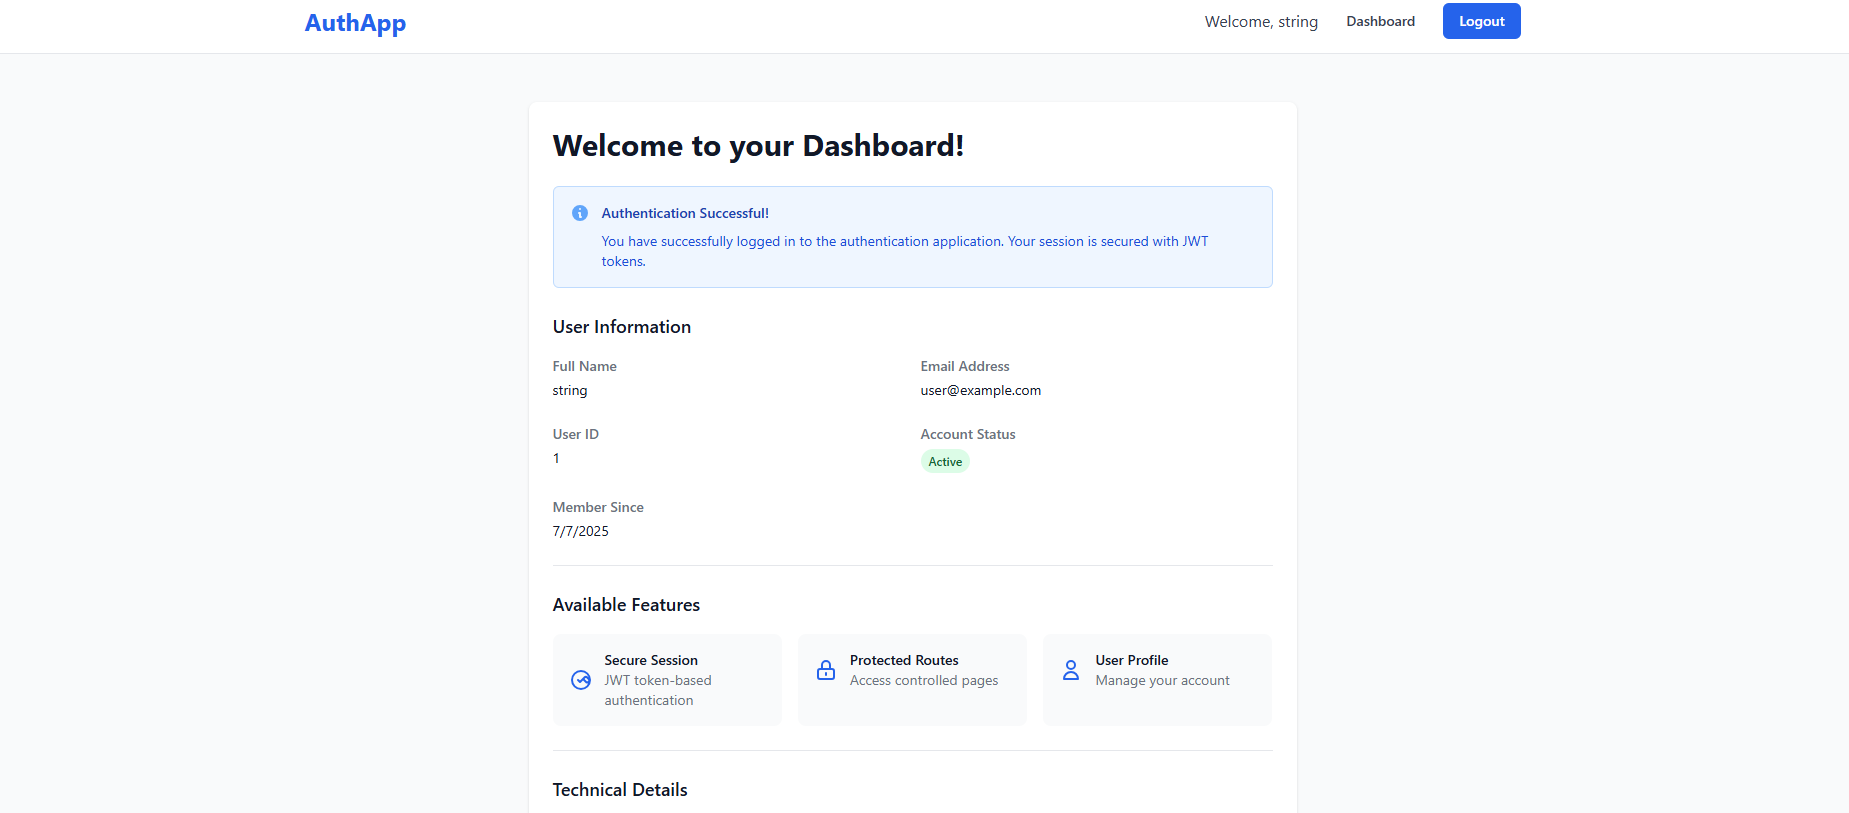 AuthApp
Welcome, string
Dashboard
Logout
Welcome to your Dashboard!
Authentication Successful!
You have successfully logged in to the authentication application. Your session is secured with JWT
tokens.
User Information
Full Name
string
Email Address
user@example.com
User ID
1
Account Status
Active
Member Since
7/7/2025
Available Features
Secure Session
JWT token-based
authentication
Protected Routes
Access controlled pages
User Profile
Manage your account
Technical Details